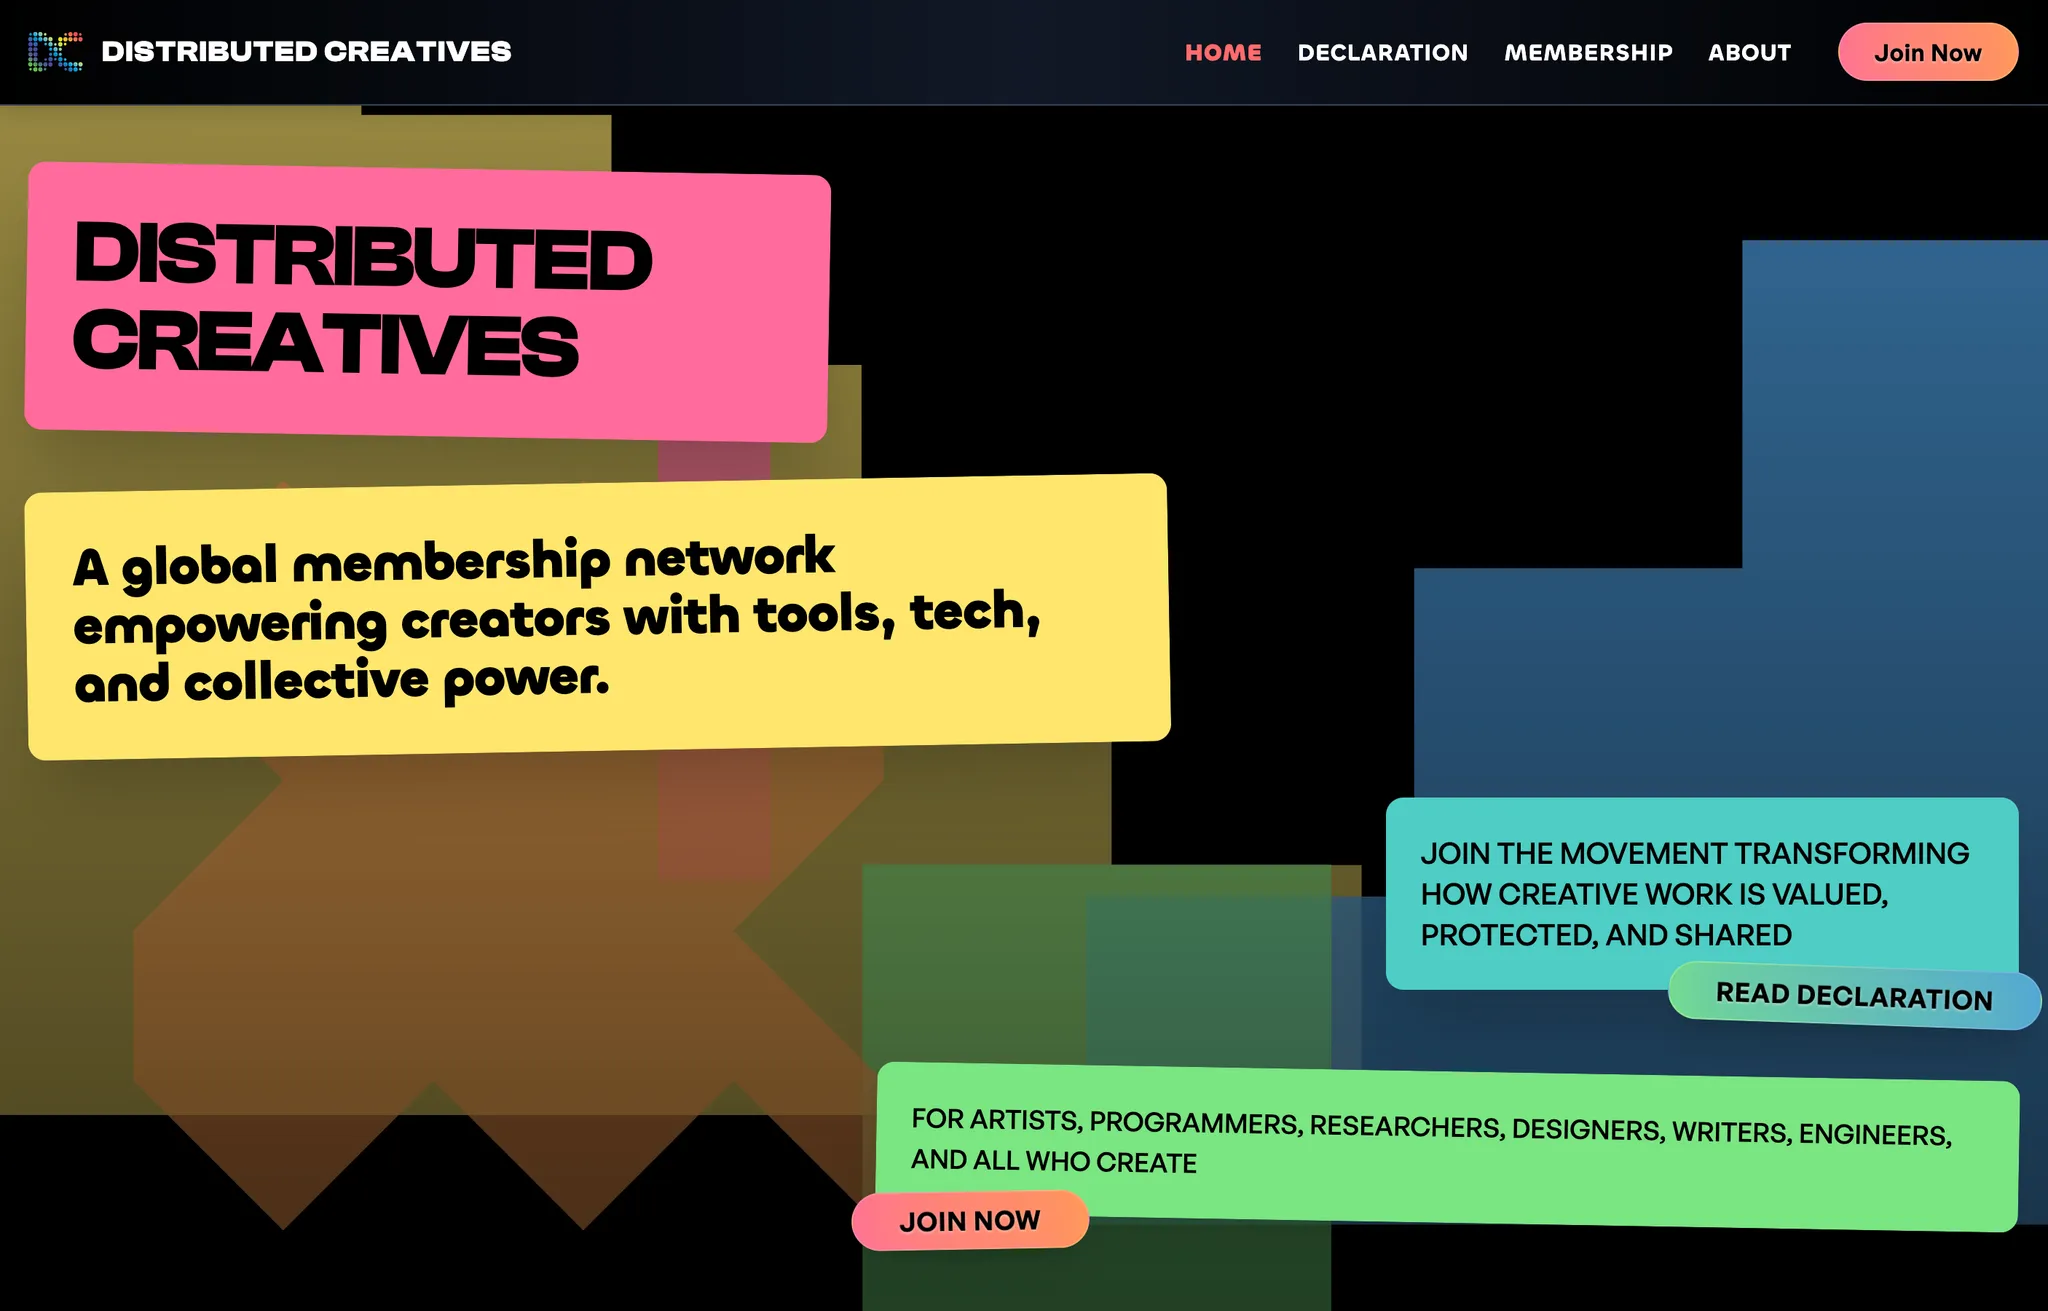 DISTRIBUTED CREATIVES
HOME
DECLARATION
MEMBERSHIP
ABOUT
Join Now
DISTRIBUTED
CREATIVES
A global membership network
empowering creators with tools, tech,
and collective power.
JOIN THE MOVEMENT TRANSFORMING
HOW CREATIVE WORK IS VALUED,
PROTECTED, AND SHARED
READ DECLARATION
FOR ARTISTS, PROGRAMMERS, RESEARCHERS, DESIGNERS, WRITERS, ENGINEERS,
AND ALL WHO CREATE
JOIN NOW